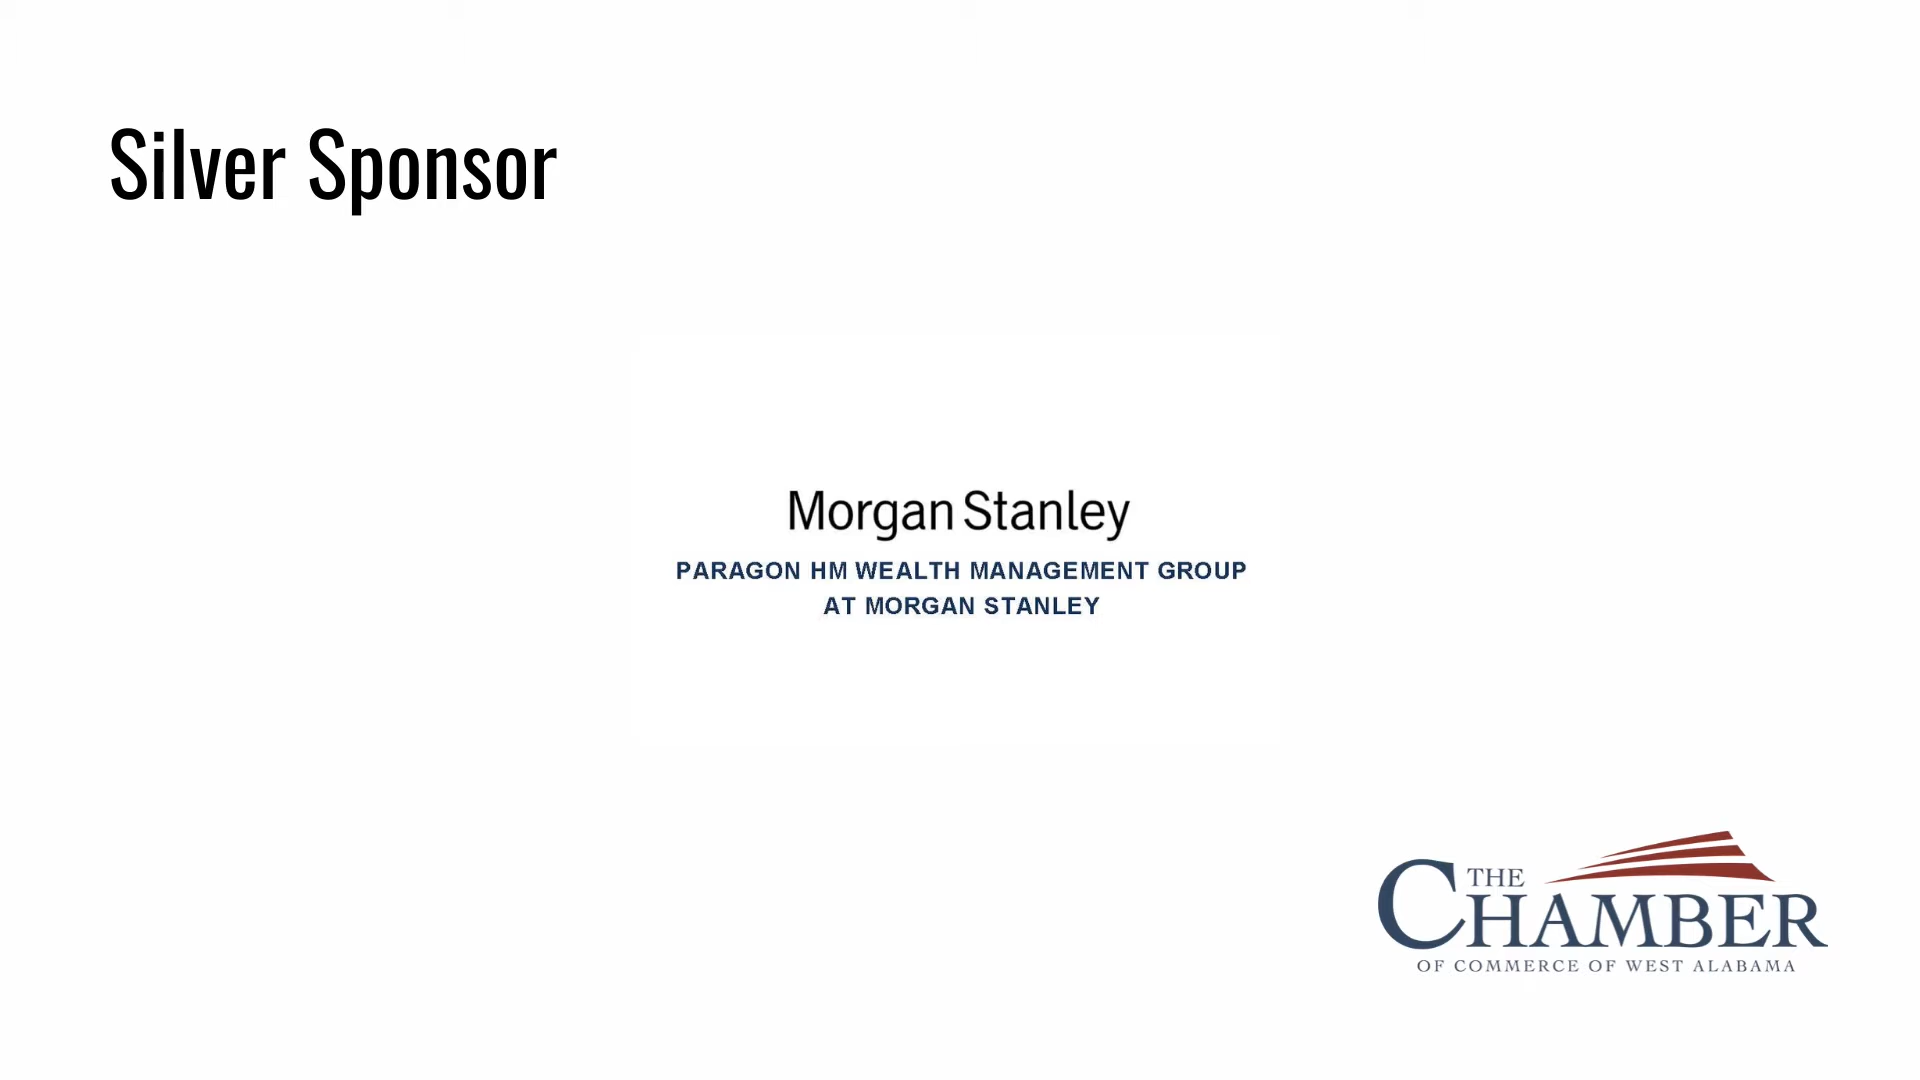 Silver Sponsor
Morgan Stanley
PARAGON HM WEALTH MANAGEMENT GROUP
AT MORGAN STANLEY
THE
CHAMBER
OF COMMERCE OF WEST ALABAMA